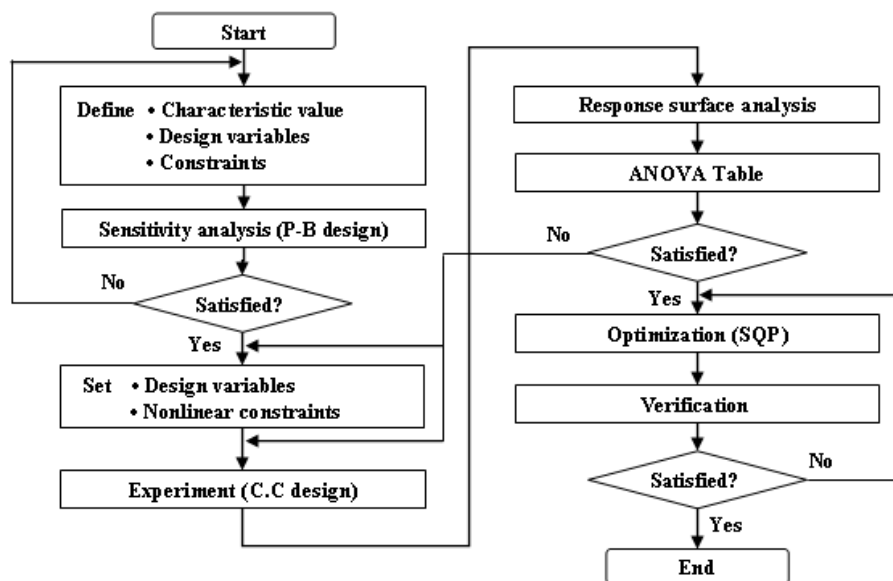 Start
Define • Characteristic value
• Design variables
• Constraints
Sensitivity analysis (P-B design)
No
Satisfied?
Yes
Set • Design variables
• Nonlinear constraints
Experiment (C.C design)
Response surface analysis
ANOVA Table
No
Satisfied?
Yes
Optimization (SQP)
Verification
No
Satisfied?
Yes
End